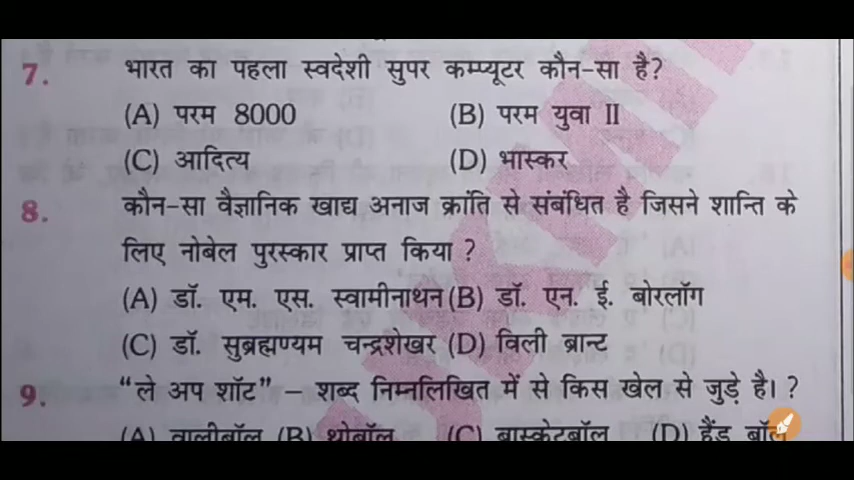 7. भारत का पहला स्वदेशी सुपर कम्प्यूटर कौन-सा है?
(A) परम 8000 (B) परम युवा II
(C) आदित्य (D) भास्कर
8. कौन-सा वैज्ञानिक खाद्य अनाज क्रांति से संबंधित है जिसने शान्ति के
लिए नोबेल पुरस्कार प्राप्त किया ?
(A) डॉ. एम. एस. स्वामीनाथन (B) डॉ. एन. ई. बोरलॉग
(C) डॉ. सुब्रह्मण्यम चन्द्रशेखर (D) विली ब्रान्ट
9. “ले अप शॉट” – शब्द निम्नलिखित में से किस खेल से जुड़े है। ?
(A) वालीबॉल (B) थ्रोबॉल (C) बास्केटबॉल (D) हैंड बॉल